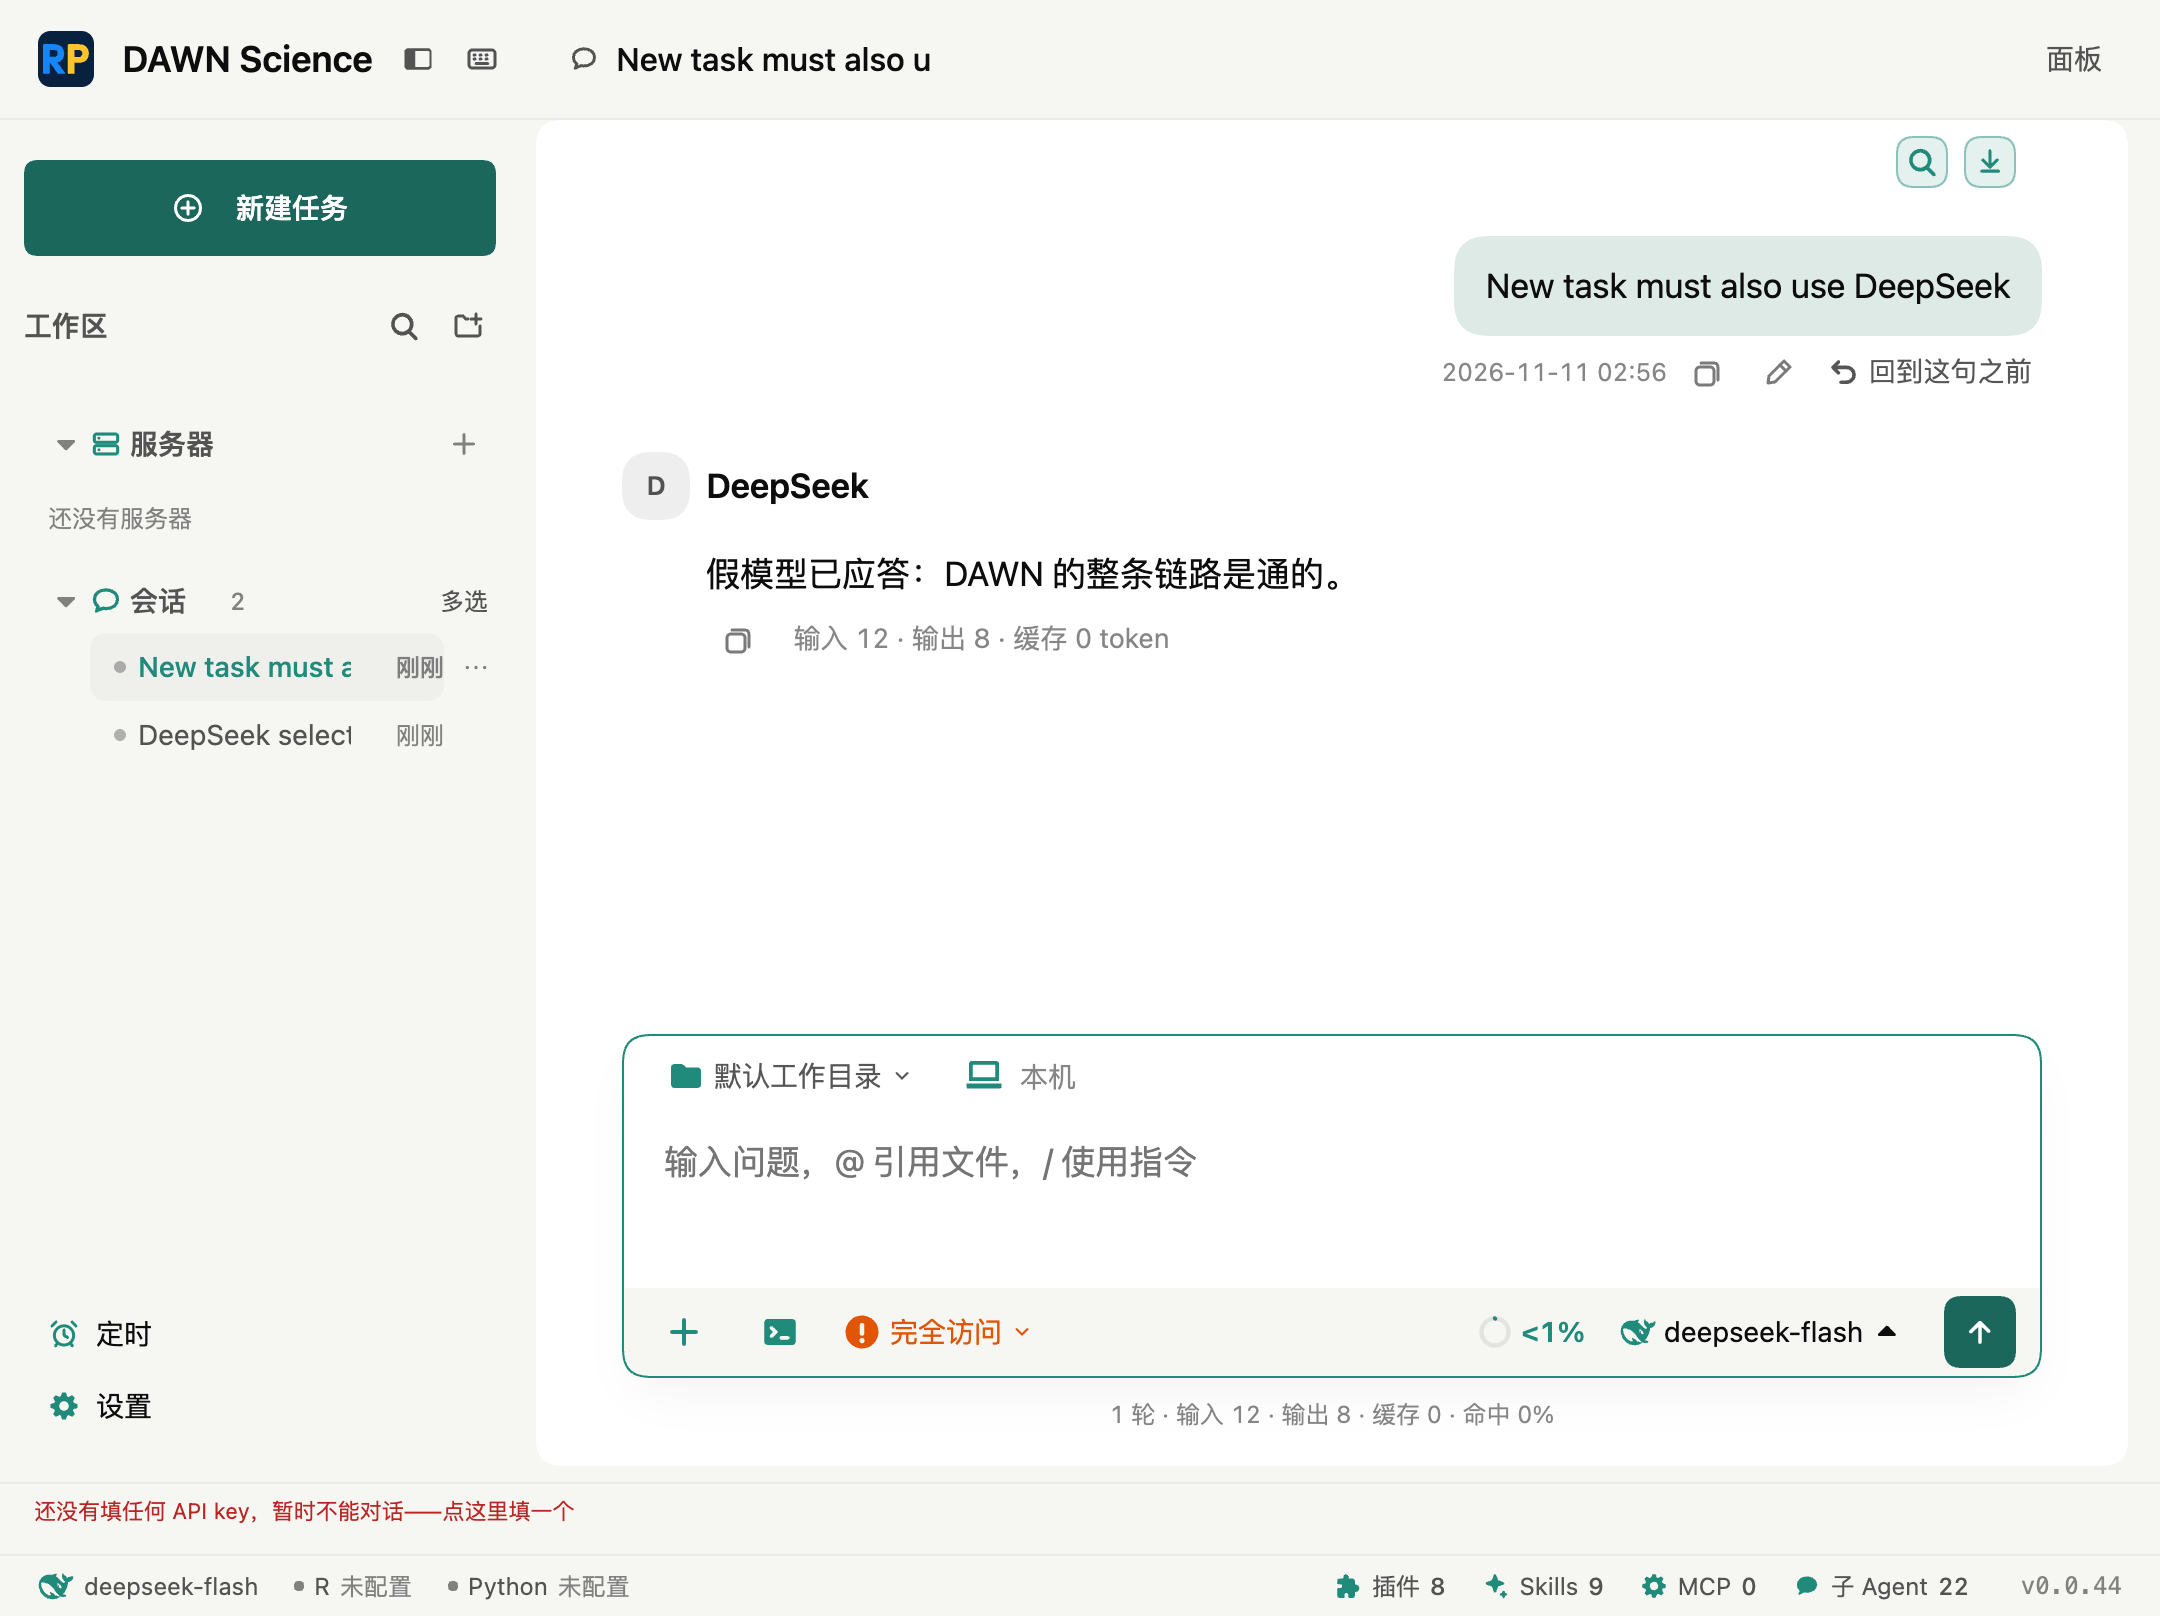 RP DAWN Science
New task must also u
面板
新建任务
工作区
服务器
还没有服务器
会话 2 多选
New task must a 刚刚 ...
DeepSeek select 刚刚
定时
设置
New task must also use DeepSeek
2026-11-11 02:56 回到这句之前
D DeepSeek
假模型已应答：DAWN 的整条链路是通的。
输入 12 · 输出 8 · 缓存 0 token
默认工作目录 本机
输入问题，@ 引用文件，/ 使用指令
完全访问 <1% deepseek-flash
1 轮 · 输入 12 · 输出 8 · 缓存 0 · 命中 0%
还没有填任何 API key，暂时不能对话——点这里填一个
deepseek-flash R 未配置 Python 未配置 插件 8 Skills 9 MCP 0 子 Agent 22 v0.0.44